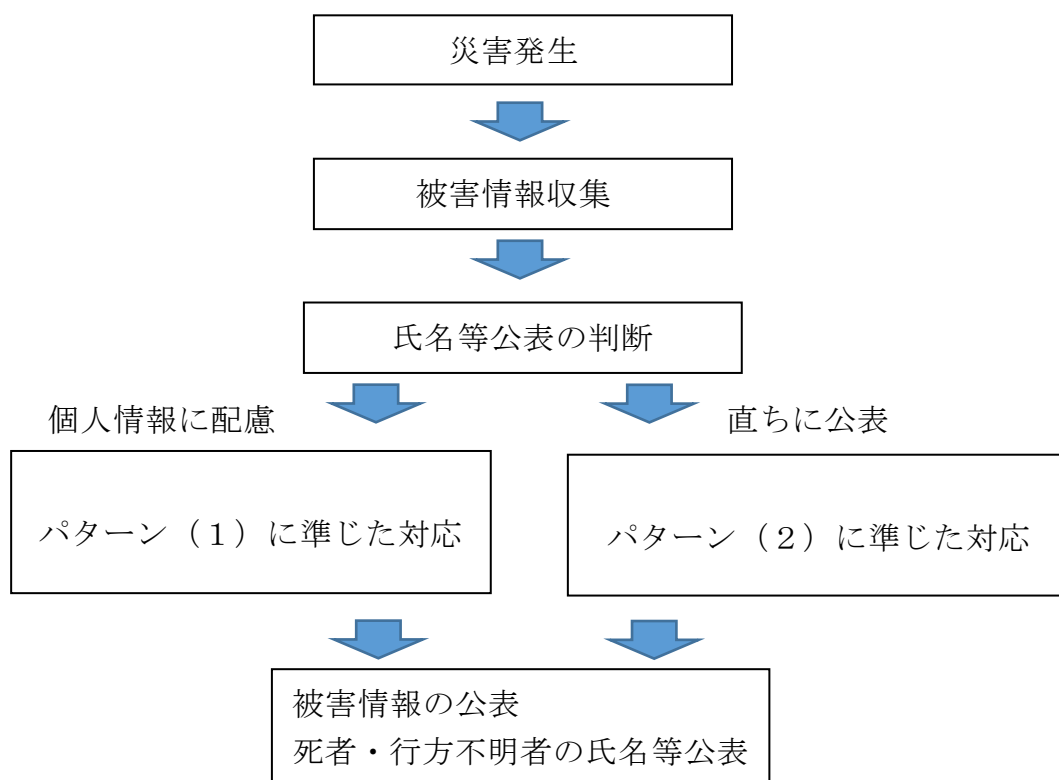 災害発生
被害情報収集
氏名等公表の判断
個人情報に配慮
直ちに公表
パターン（１）に準じた対応
パターン（２）に準じた対応
被害情報の公表
死者・行方不明者の氏名等公表